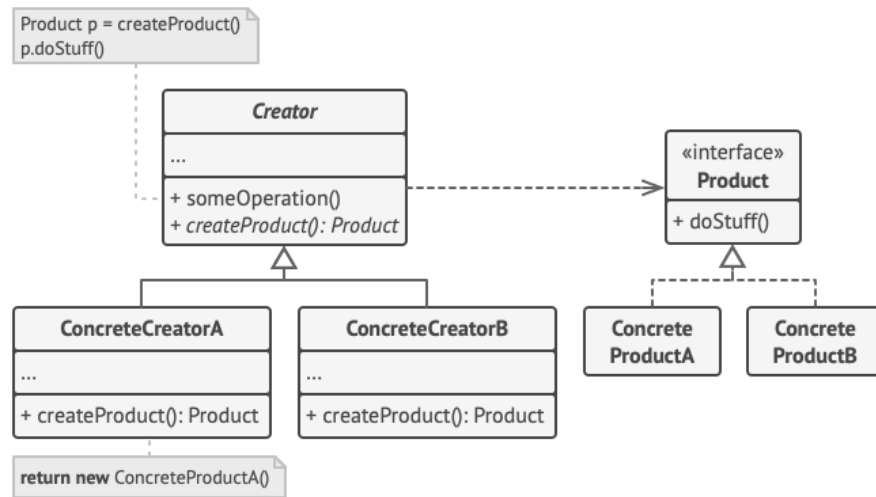 Product p = createProduct()
p.doStuff()
Creator
...
+ someOperation()
+ createProduct(): Product
«interface»
Product
+ doStuff()
ConcreteCreatorA
...
+ createProduct(): Product
ConcreteCreatorB
...
+ createProduct(): Product
Concrete
ProductA
Concrete
ProductB
return new ConcreteProductA()